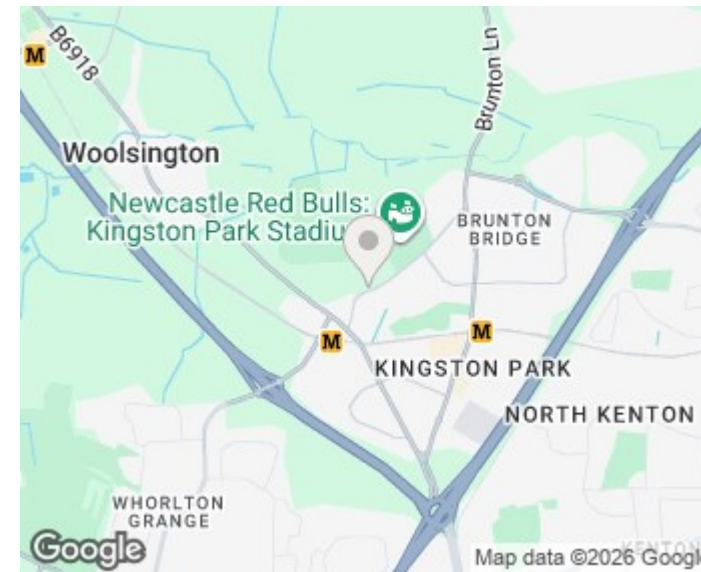 B6918
M
Brunton Ln
Woolsington
Newcastle Red Bulls:
Kingston Park Stadiu
BRUNTON
BRIDGE
M
M
KINGSTON PARK
NORTH KENTON
WHORLTON
GRANGE
KENTON
Google
Map data ©2026 Googl